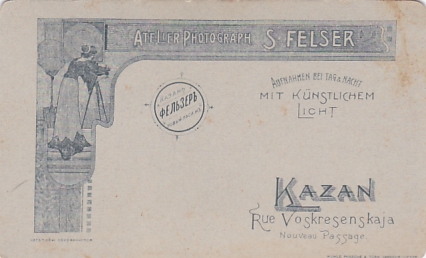 ATELIER PHOTOGRAPH S. FELSER
AUFNAHMEN BEI TAG & NACHT
MIT KÜNSTLICHEM
LICHT
ФЕЛЬЗЕРЪ
KAZAN
Rue Voskresenskaja
Nouveau Passage